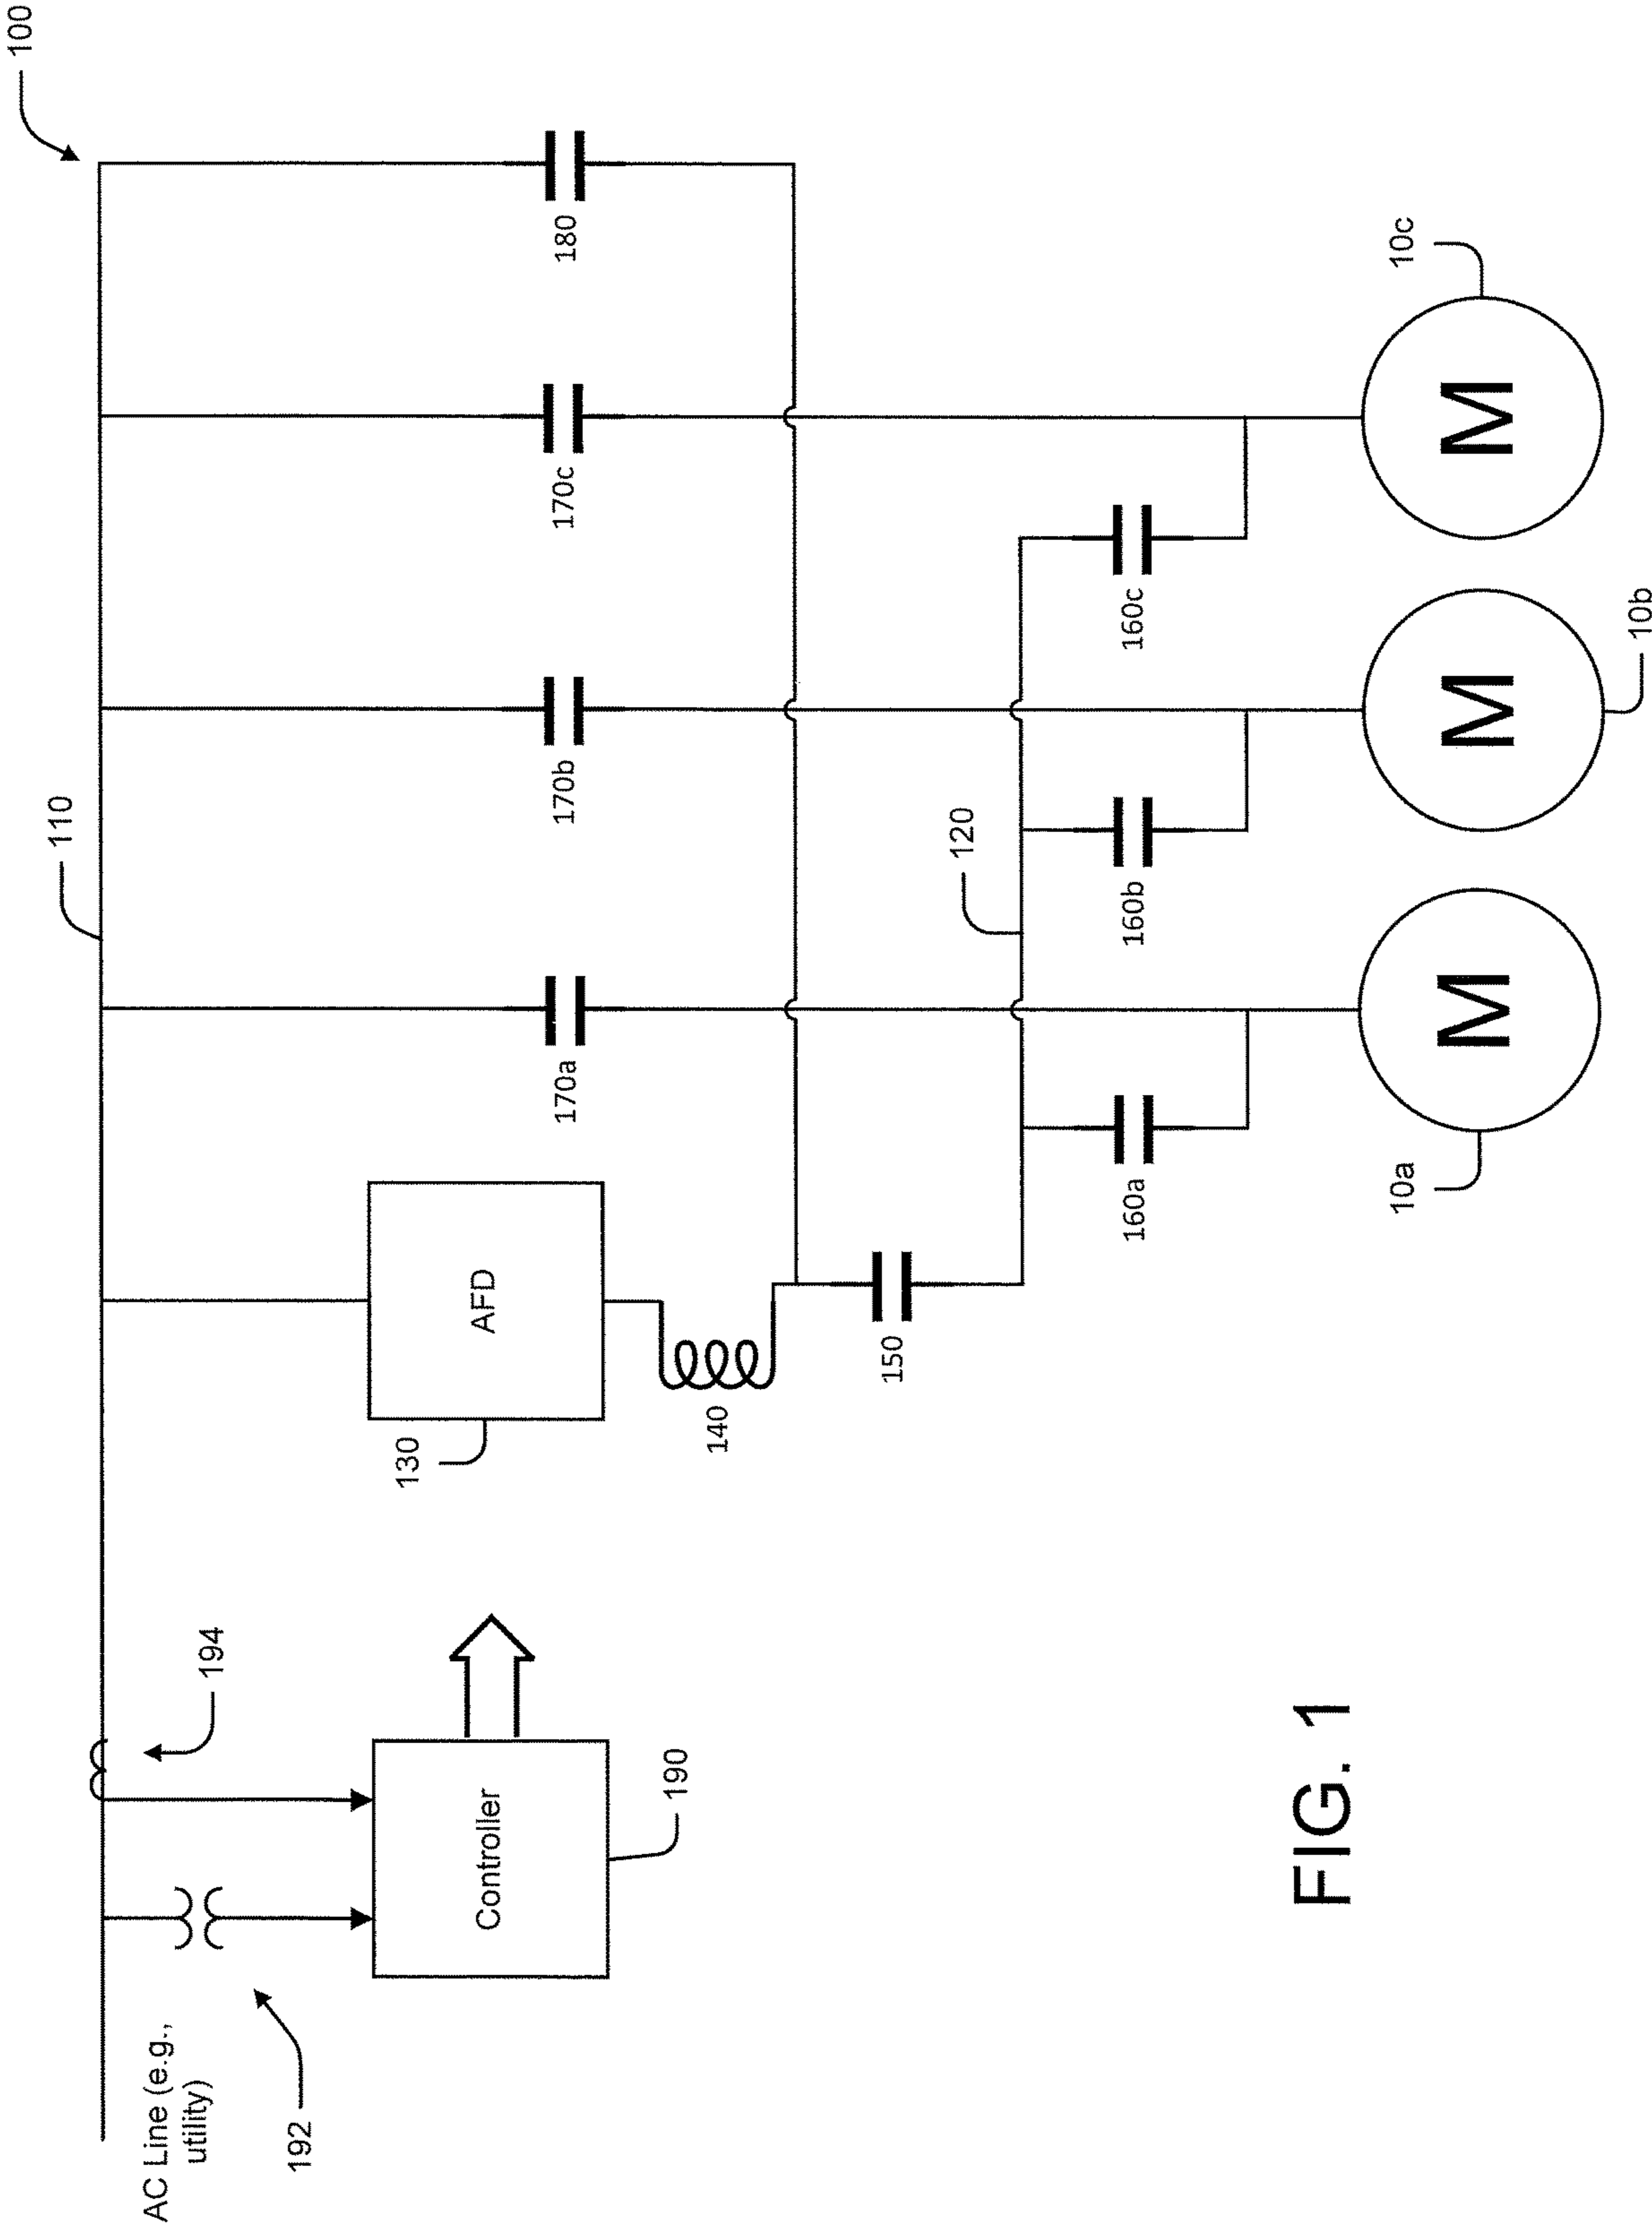 100
110
AC Line (e.g.,
utility)
192
194
Controller
190
130
AFD
140
150
170a
170b
170c
180
120
160a
160b
160c
10a
M
10b
M
10c
M
FIG. 1